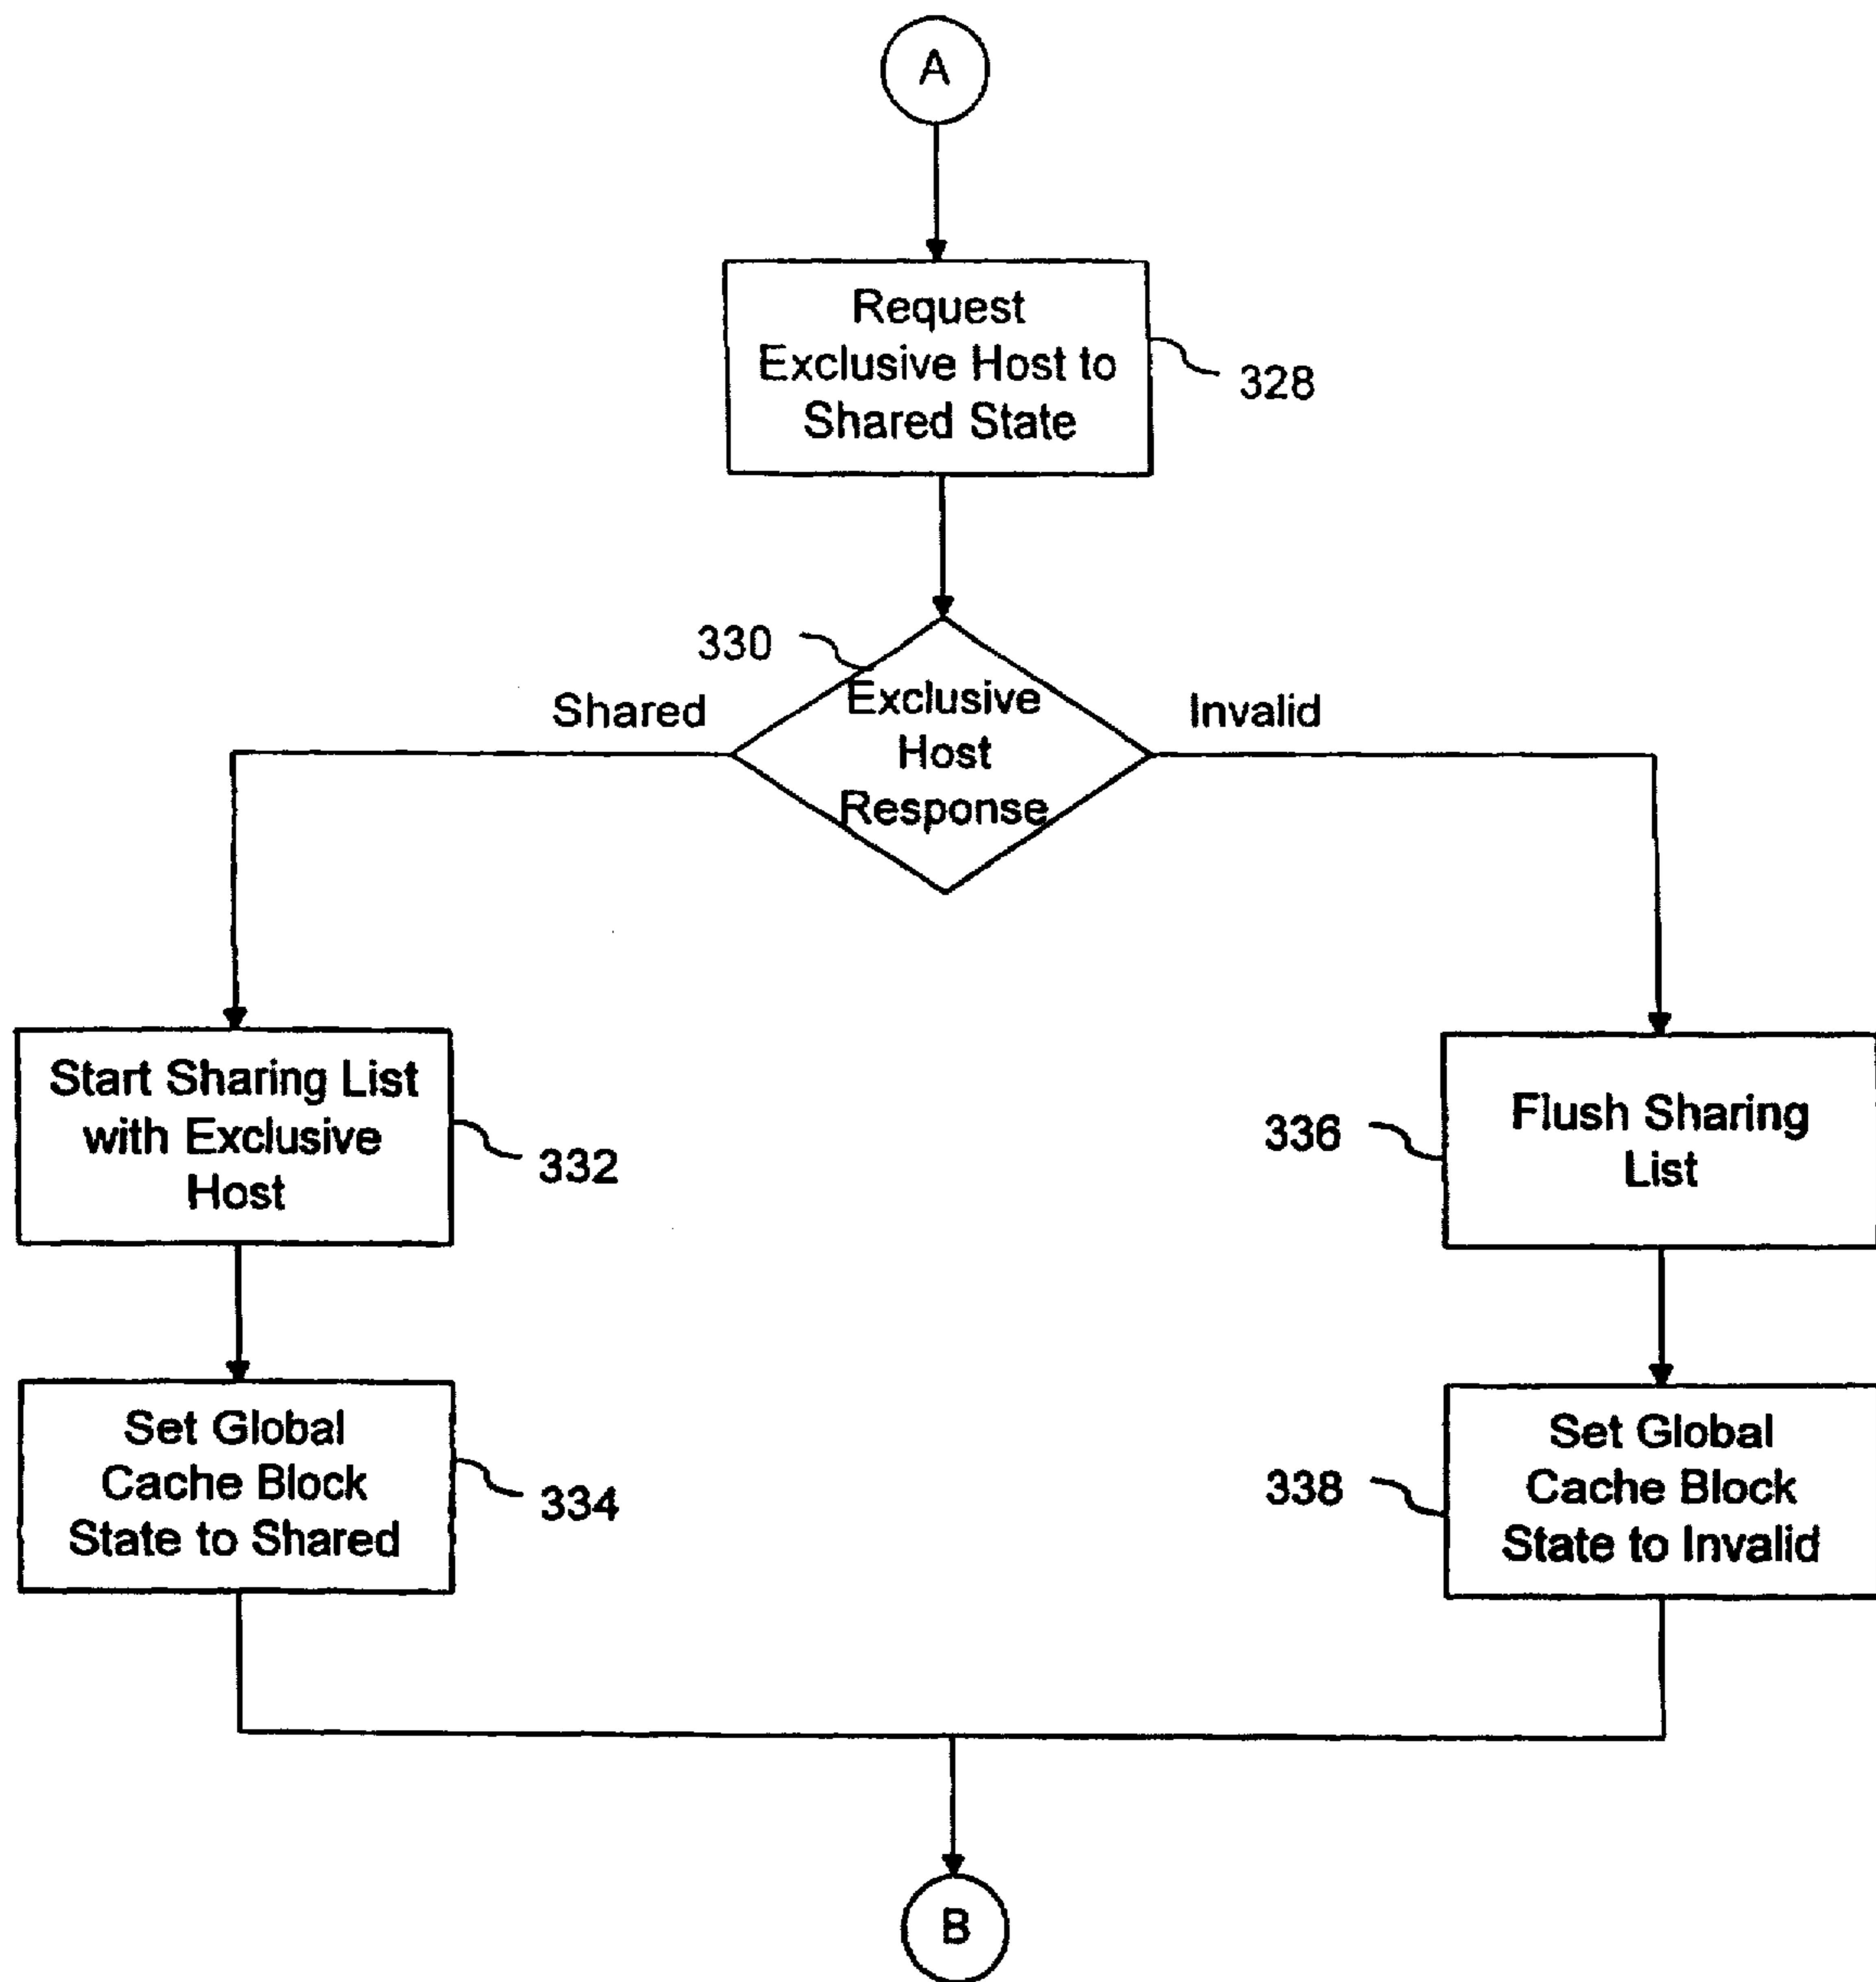 A
Request
Exclusive Host to
Shared State
328
330
Shared
Exclusive
Host
Response
Invalid
Start Sharing List
with Exclusive
Host
332
336
Flush Sharing
List
Set Global
Cache Block
State to Shared
334
338
Set Global
Cache Block
State to Invalid
B